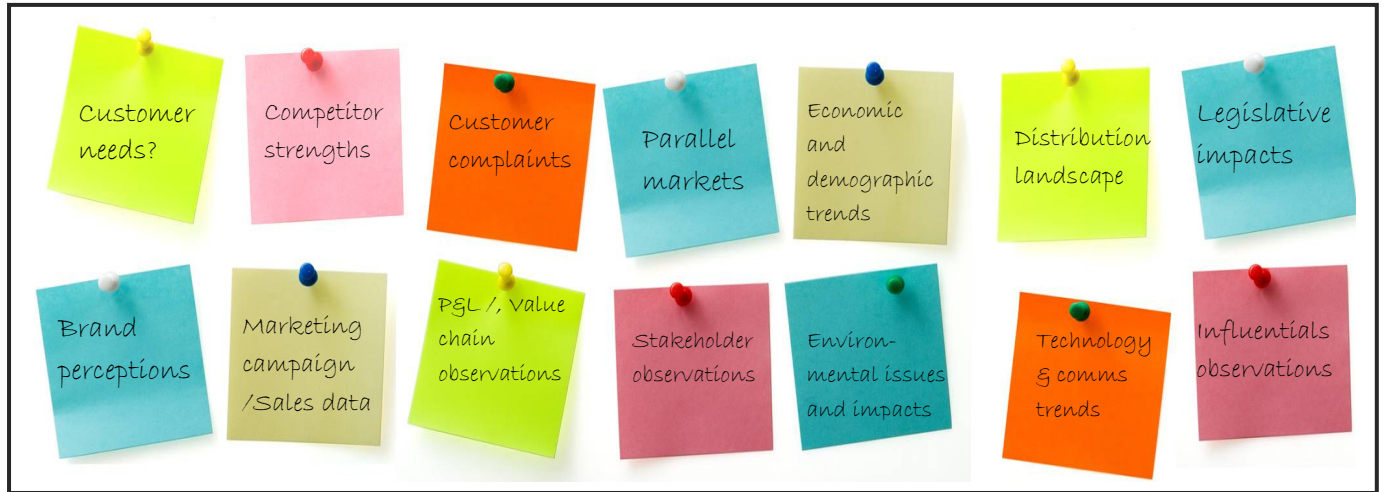 Customer
needs?
Competitor
strengths
Customer
complaints
Parallel
markets
Economic
and
demographic
trends
Distribution
landscape
Legislative
impacts
Brand
perceptions
Marketing
campaign
/Sales data
P&L /, Value
chain
observations
Stakeholder
observations
Environ-
mental issues
and impacts
Technology
& comms
trends
Influentials
observations